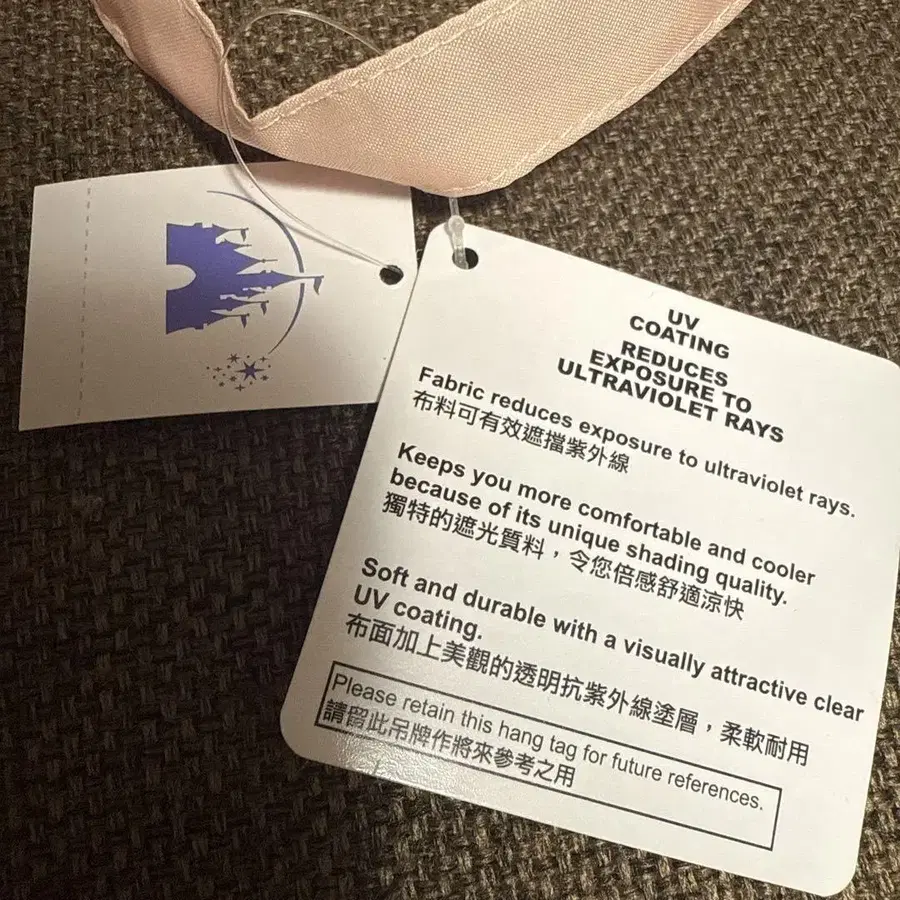 UV
COATING
REDUCES
EXPOSURE TO
ULTRAVIOLET RAYS
Fabric reduces exposure to ultraviolet rays.
布料可有效遮擋紫外線
Keeps you more comfortable and cooler
because of its unique shading quality.
獨特的遮光質料，令您倍感舒適涼快
Soft and durable with a visually attractive clear
UV coating.
布面加上美觀的透明抗紫外線塗層，柔軟耐用
Please retain this hang tag for future references.
請留此吊牌作將來參考之用